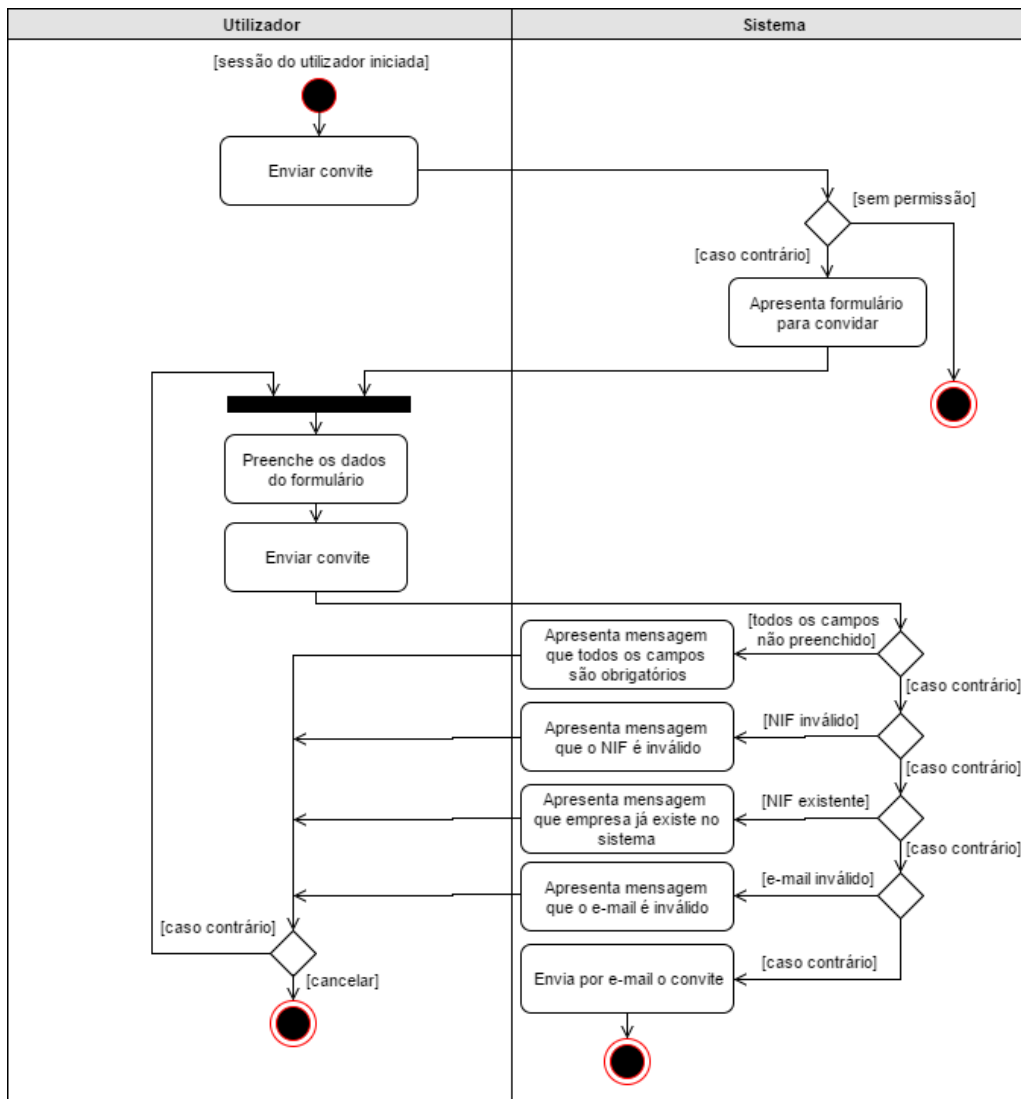 Utilizador
Sistema
[sessão do utilizador iniciada]
Enviar convite
[sem permissão]
[caso contrário]
Apresenta formulário
para convidar
Preenche os dados
do formulário
Enviar convite
[todos os campos
não preenchido]
Apresenta mensagem
que todos os campos
são obrigatórios
[caso contrário]
[NIF inválido]
Apresenta mensagem
que o NIF é inválido
[caso contrário]
[NIF existente]
Apresenta mensagem
que empresa já existe no
sistema
[caso contrário]
[e-mail inválido]
Apresenta mensagem
que o e-mail é inválido
[caso contrário]
[cancelar]
[caso contrário]
Envia por e-mail o convite